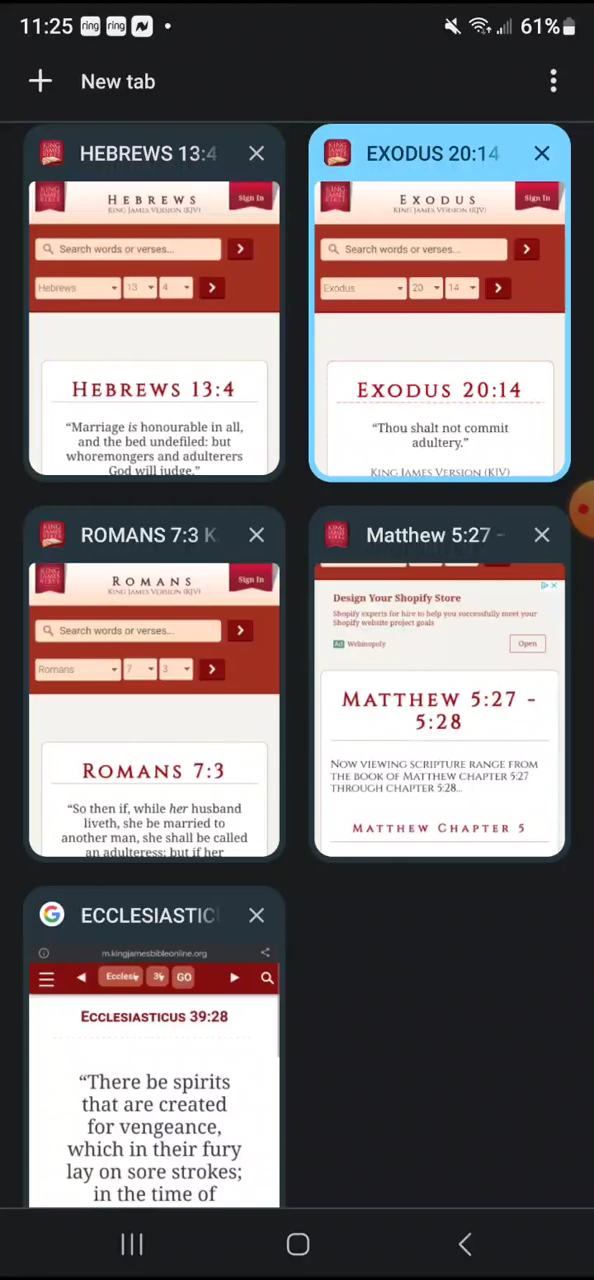 11:25 ring ring 61%
New tab
HEBREWS 13:4
HEBREWS
KING JAMES VERSION (KJV)
Sign In
Search words or verses...
Hebrews 13 4
HEBREWS 13:4
“Marriage is honourable in all,
and the bed undefiled: but
whoremongers and adulterers
God will judge.”
EXODUS 20:14
EXODUS
KING JAMES VERSION (KJV)
Sign In
Search words or verses...
Exodus 20 14
EXODUS 20:14
“Thou shalt not commit
adultery.”
KING JAMES VERSION (KJV)
ROMANS 7:3 K
ROMANS
KING JAMES VERSION (KJV)
Sign In
Search words or verses...
Romans 7 3
ROMANS 7:3
“So then if, while her husband
liveth, she be married to
another man, she shall be called
an adulteress: but if her
Matthew 5:27 -
Design Your Shopify Store
Shopify experts for hire to help you successfully meet your
Shopify website project goals
Ad Webinopoly
Open
MATTHEW 5:27 -
5:28
NOW VIEWING SCRIPTURE RANGE FROM
THE BOOK OF MATTHEW CHAPTER 5:27
THROUGH CHAPTER 5:28...
MATTHEW CHAPTER 5
ECCLESIASTIC
m.kingjamesbibleonline.org
Ecclesi 39 GO
ECCLESIASTICUS 39:28
“There be spirits
that are created
for vengeance,
which in their fury
lay on sore strokes;
in the time of